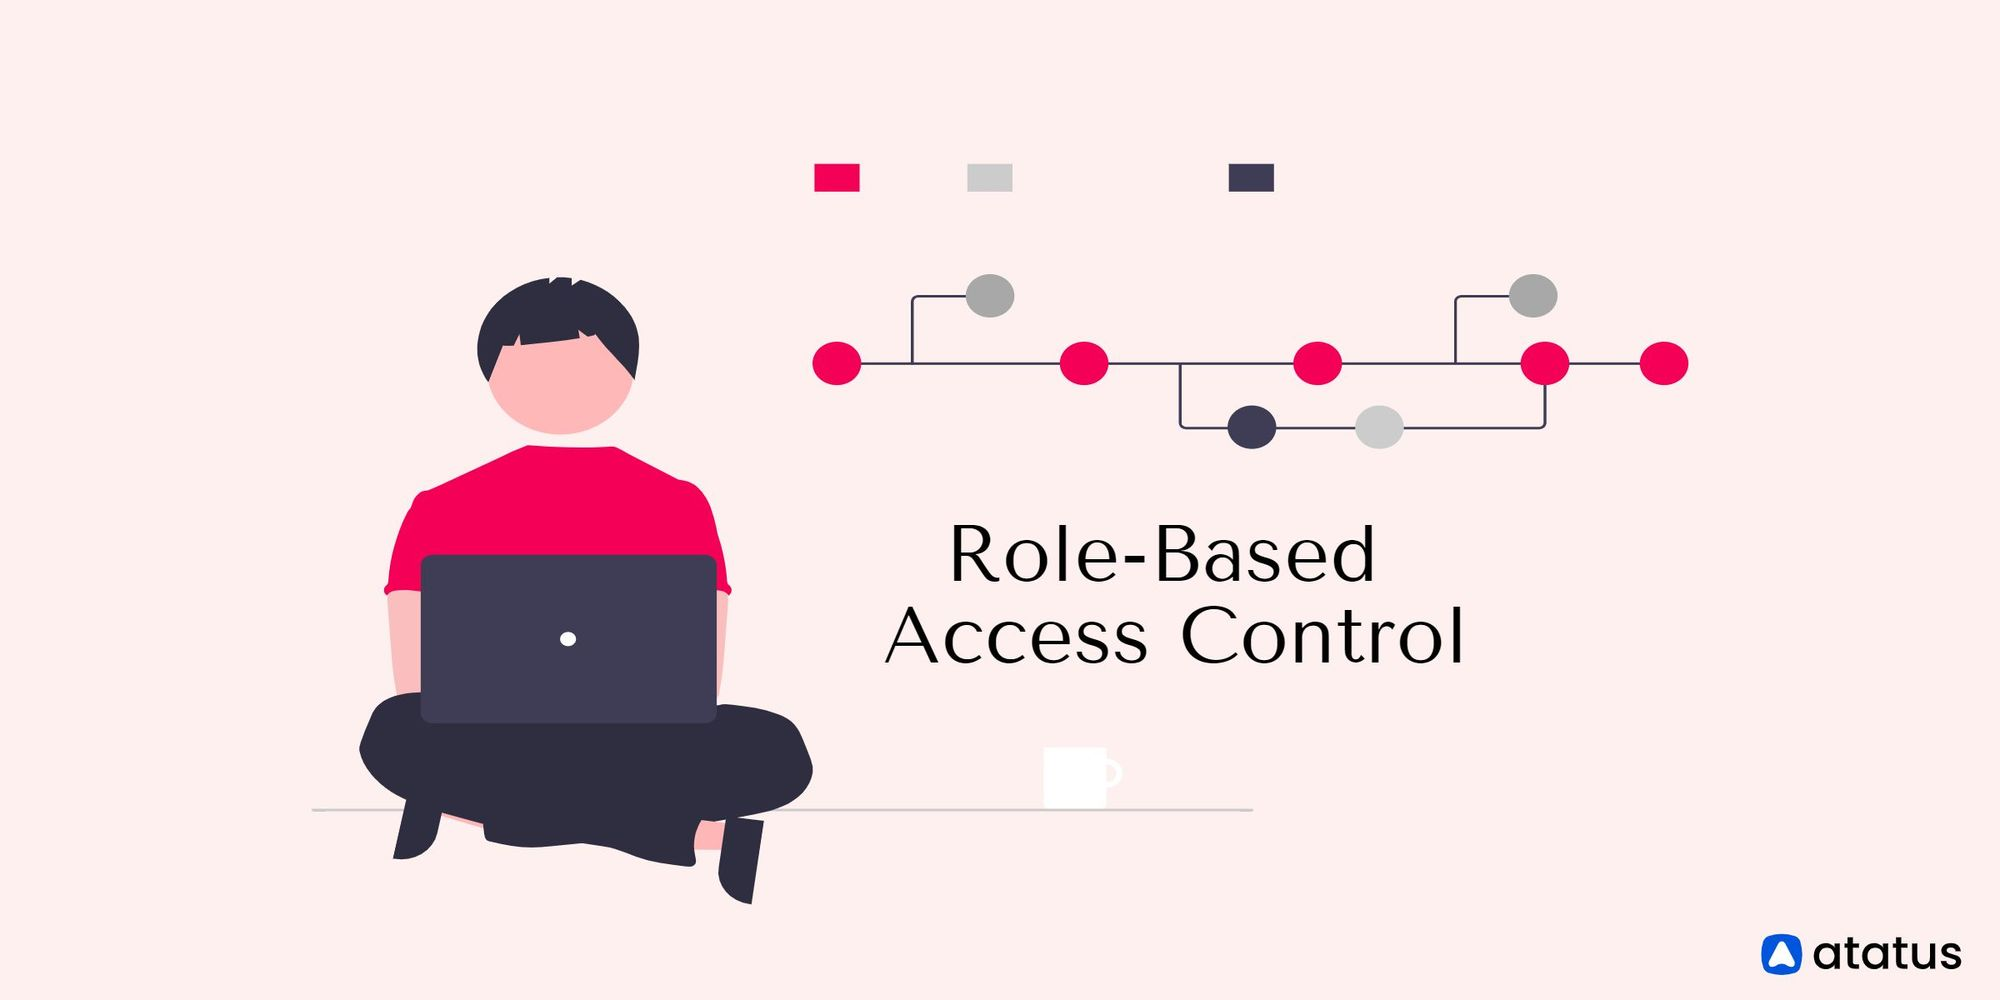 Role-Based
Access Control
atatus